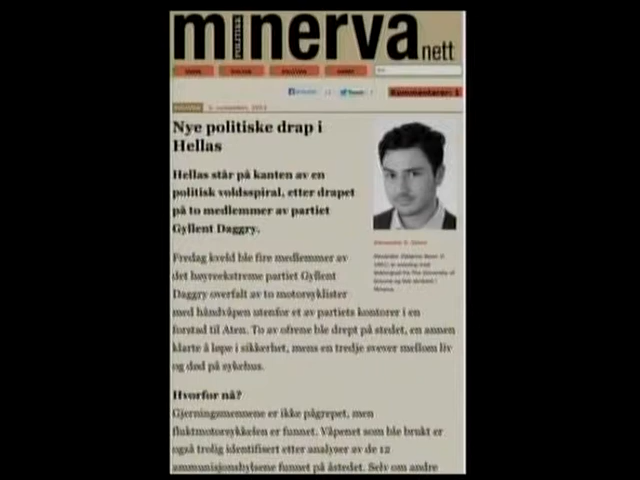 minerva nett
POLITIKK
Kommentarer: 1
Nye politiske drap i
Hellas
Hellas står på kanten av en
politisk voldsspiral, etter drapet
på to medlemmer av partiet
Gyllent Daggry.
Fredag kveld ble fire medlemmer av
det høyreekstreme partiet Gyllent
Daggry overfalt av to motorsyklister
med håndvåpen utenfor et av partiets kontorer i en
forstad til Aten. To av ofrene ble drept på stedet, en annen
klarte å løpe i sikkerhet, mens en tredje svever mellom liv
og død på sykehus.
Hvorfor nå?
Gjerningsmennene er ikke pågrepet, men
fluktmotorsykkelen er funnet. Våpenet som ble brukt er
også trolig identifisert etter analyser av de 12
ammunisjonshylsene funnet på åstedet. Selv om andre